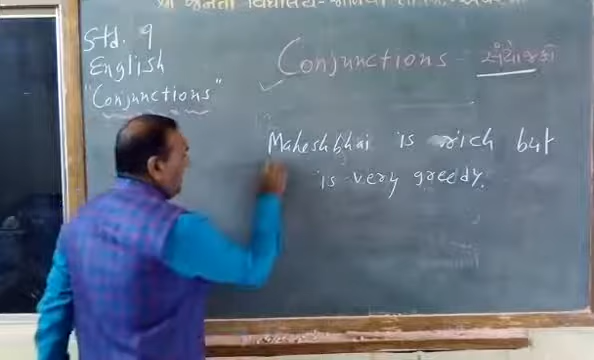 Std. 9
English
"Conjunctions"
Conjunctions - સંયોજકો
Maheshbhai is rich but
is very greedy.